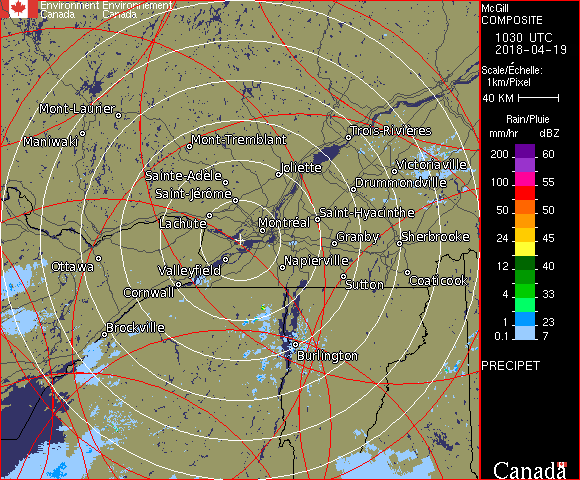 Environment Environnement
Canada Canada
McGill
COMPOSITE
1030 UTC
2018-04-19
Scale/Échelle:
1km/Pixel
40 KM
Rain/Pluie
mm/hr dBZ
200 60
155
100 55
50 50
24 45
12 40
4 33
1 23
0.1 7
PRECIPET
Canada
Mont-Laurier
Maniwaki
Mont-Tremblant
Trois-Rivières
Sainte-Adèle
Joliette
Victoriaville
Saint-Jérôme
Drummondville
Lachute
Montréal
Saint-Hyacinthe
Granby
Sherbrooke
Ottawa
Valleyfield
Napierville
Cornwall
Sutton
Coaticook
Brockville
Burlington